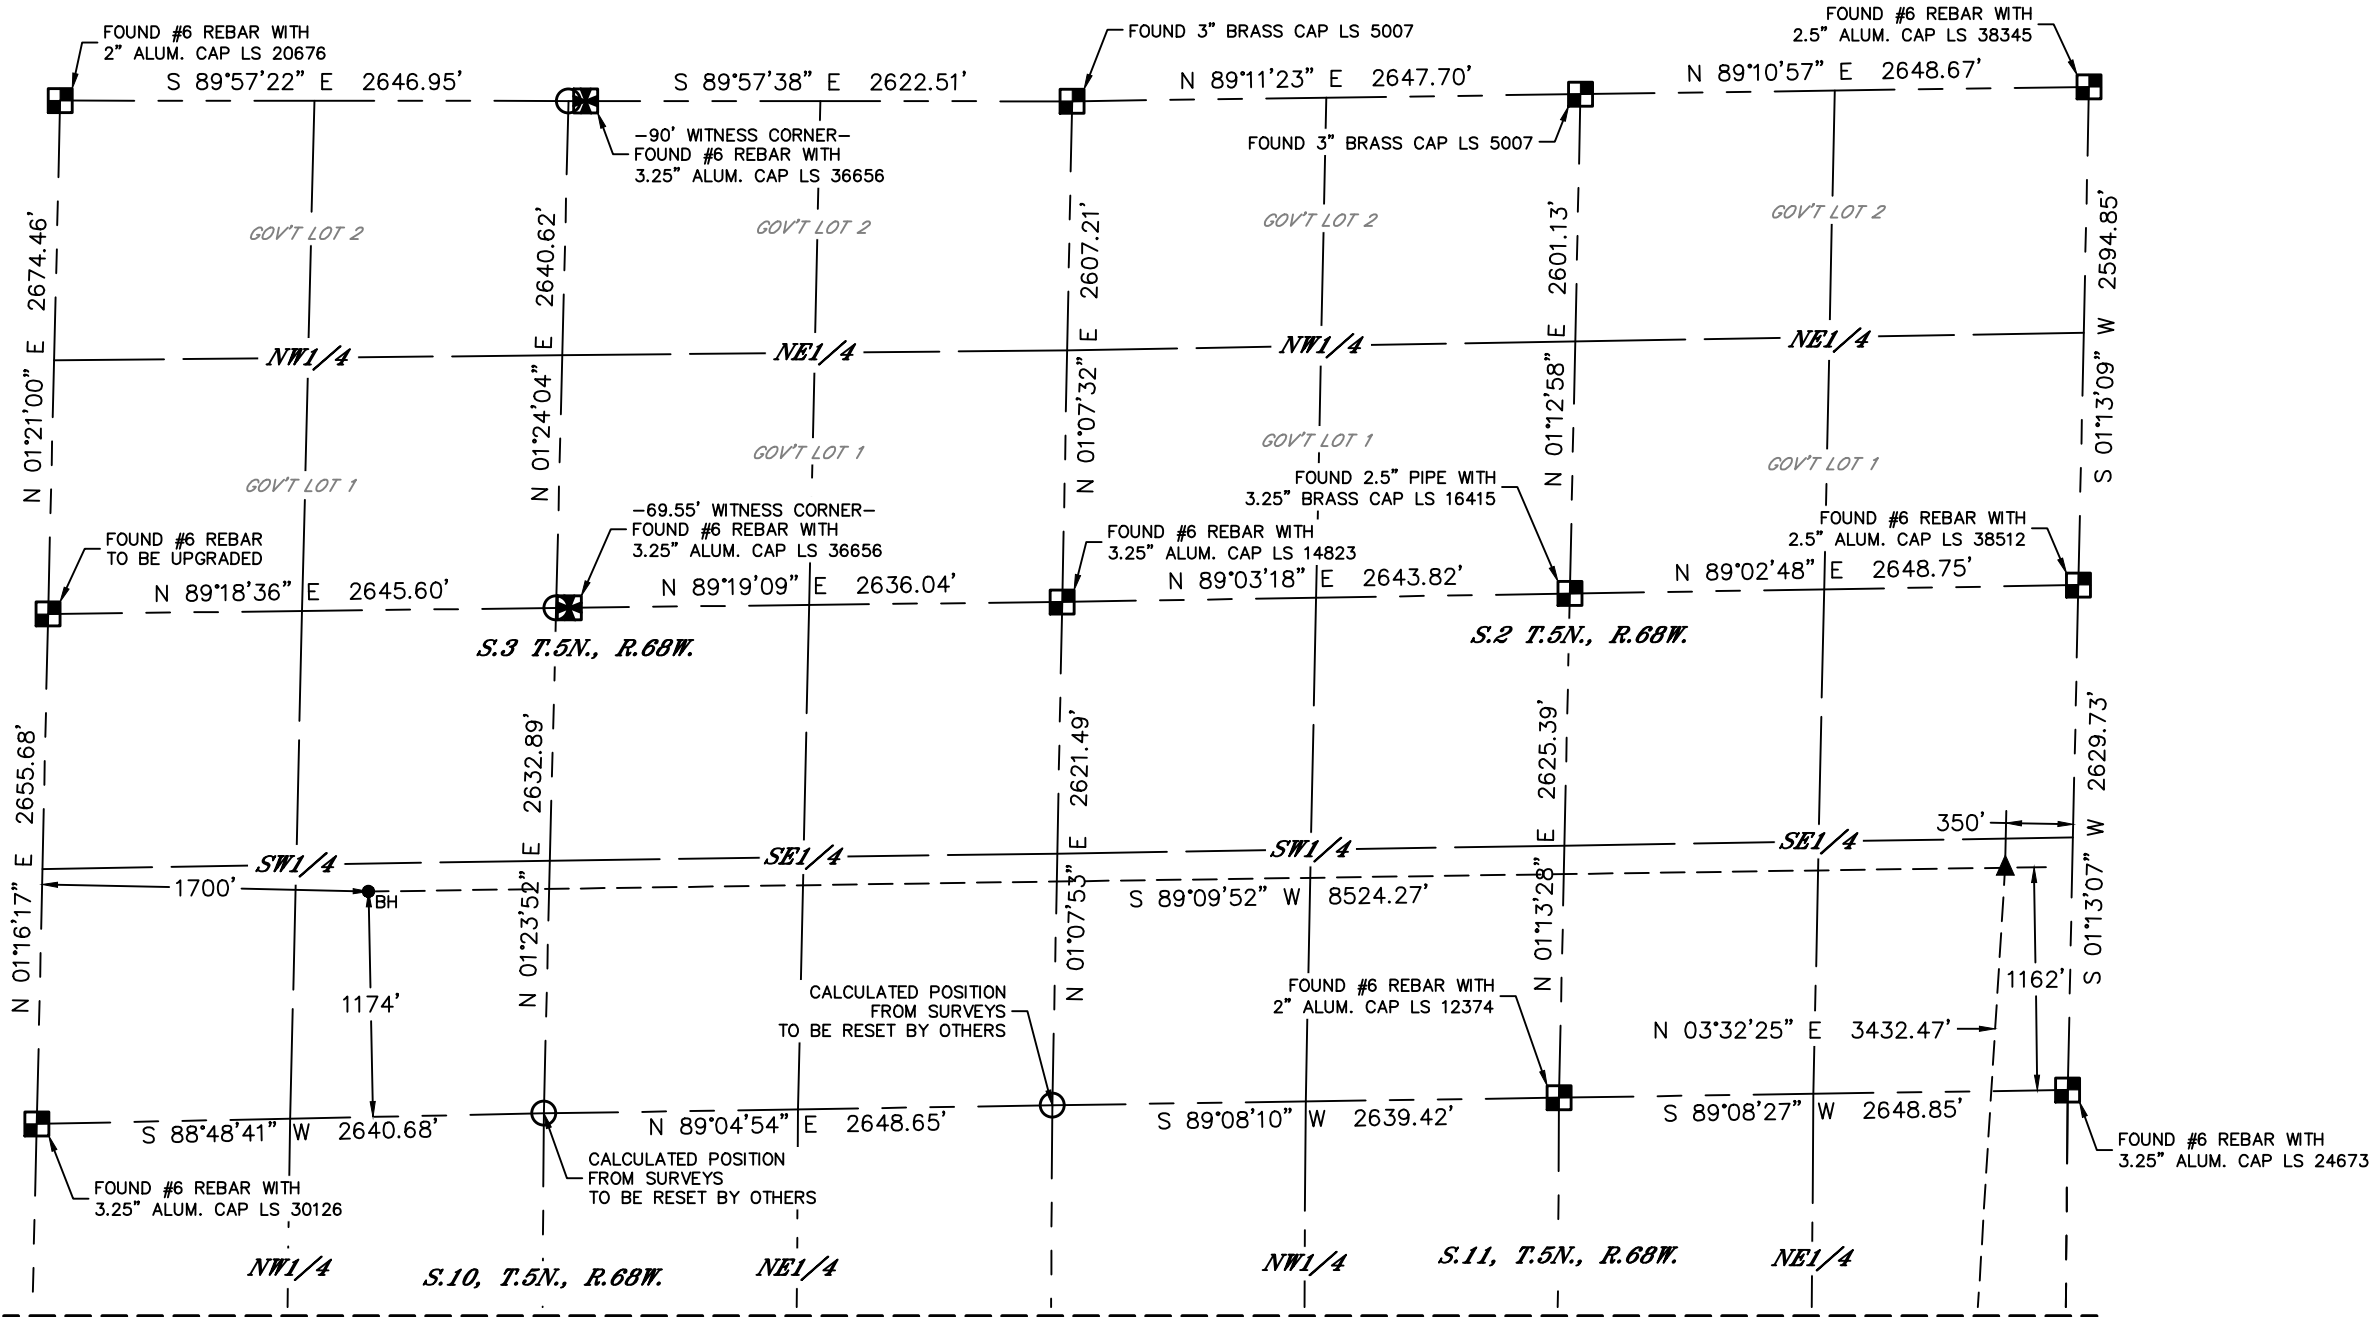 FOUND #6 REBAR WITH
2" ALUM. CAP LS 20676
FOUND 3" BRASS CAP LS 5007
FOUND #6 REBAR WITH
2.5" ALUM. CAP LS 38345
S 89°57'22" E 2646.95'
S 89°57'38" E 2622.51'
N 89°11'23" E 2647.70'
N 89°10'57" E 2648.67'
-90' WITNESS CORNER-
FOUND #6 REBAR WITH
3.25" ALUM. CAP LS 36656
FOUND 3" BRASS CAP LS 5007
GOV'T LOT 2
GOV'T LOT 2
GOV'T LOT 2
GOV'T LOT 2
N 01°21'00" E 2674.46'
N 01°24'04" E 2640.62'
N 01°07'32" E 2607.21'
N 01°12'58" E 2601.13'
S 01°13'09" W 2594.85'
NW1/4
NE1/4
NW1/4
NE1/4
GOV'T LOT 1
GOV'T LOT 1
GOV'T LOT 1
GOV'T LOT 1
FOUND 2.5" PIPE WITH
3.25" BRASS CAP LS 16415
FOUND #6 REBAR
TO BE UPGRADED
-69.55' WITNESS CORNER-
FOUND #6 REBAR WITH
3.25" ALUM. CAP LS 36656
FOUND #6 REBAR WITH
3.25" ALUM. CAP LS 14823
FOUND #6 REBAR WITH
2.5" ALUM. CAP LS 38512
N 89°18'36" E 2645.60'
N 89°19'09" E 2636.04'
N 89°03'18" E 2643.82'
N 89°02'48" E 2648.75'
S.3 T.5N., R.68W.
S.2 T.5N., R.68W.
N 01°16'17" E 2655.68'
N 01°23'52" E 2632.89'
N 01°07'53" E 2621.49'
N 01°13'28" E 2625.39'
S 01°13'07" W 2629.73'
350'
SW1/4
SE1/4
SW1/4
SE1/4
1700'
BH
S 89°09'52" W 8524.27'
1174'
1162'
CALCULATED POSITION
FROM SURVEYS
TO BE RESET BY OTHERS
FOUND #6 REBAR WITH
2" ALUM. CAP LS 12374
N 03°32'25" E 3432.47'
S 88°48'41" W 2640.68'
N 89°04'54" E 2648.65'
S 89°08'10" W 2639.42'
S 89°08'27" W 2648.85'
FOUND #6 REBAR WITH
3.25" ALUM. CAP LS 24673
CALCULATED POSITION
FROM SURVEYS
TO BE RESET BY OTHERS
FOUND #6 REBAR WITH
3.25" ALUM. CAP LS 30126
NW1/4
S.10, T.5N., R.68W.
NE1/4
NW1/4
S.11, T.5N., R.68W.
NE1/4